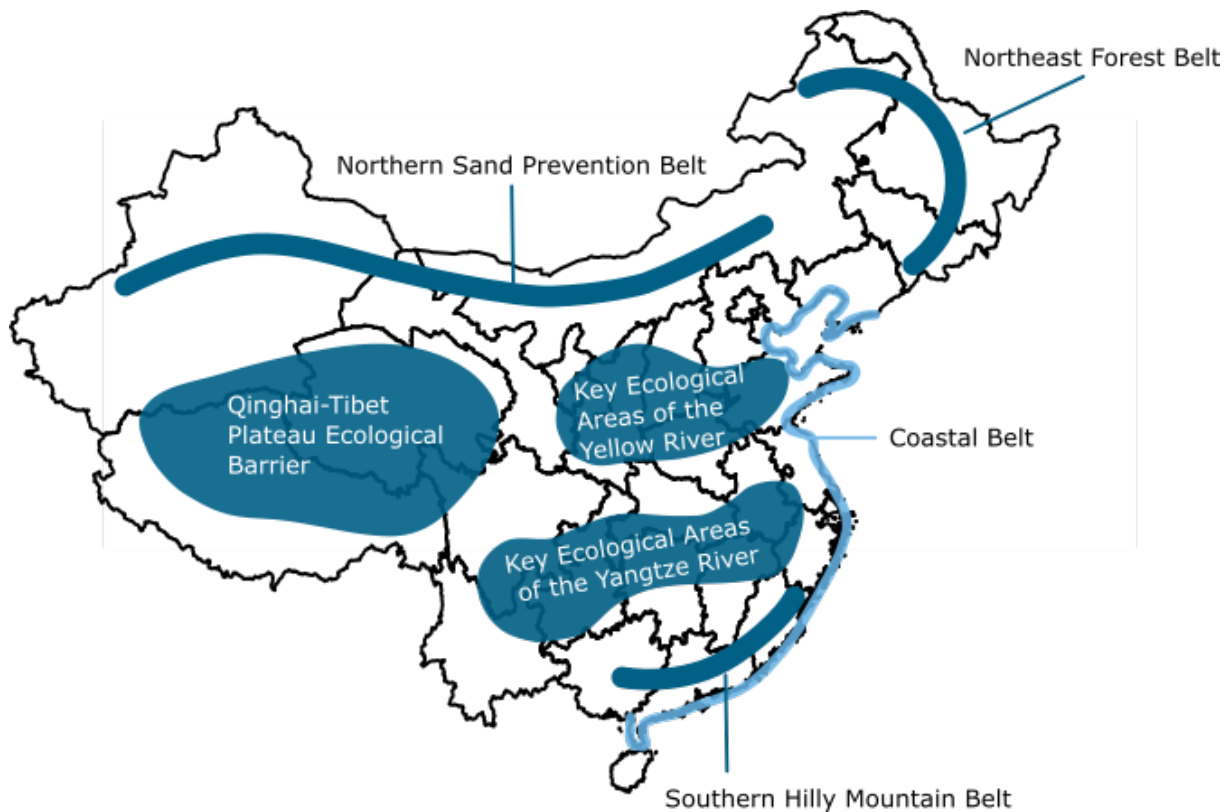 Northeast Forest Belt
Northern Sand Prevention Belt
Qinghai-Tibet
Plateau Ecological
Barrier
Key Ecological
Areas of the
Yellow River
Coastal Belt
Key Ecological Areas
of the Yangtze River
Southern Hilly Mountain Belt